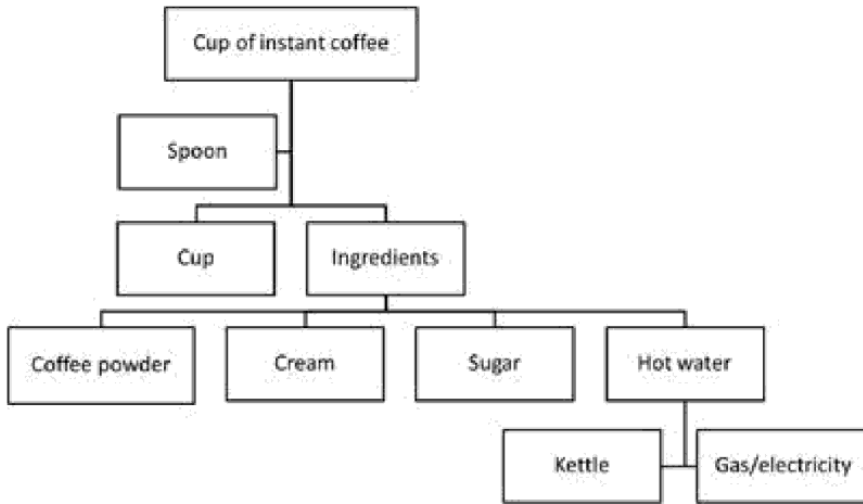 Cup of instant coffee
Spoon
Cup
Ingredients
Coffee powder
Cream
Sugar
Hot water
Kettle
Gas/electricity